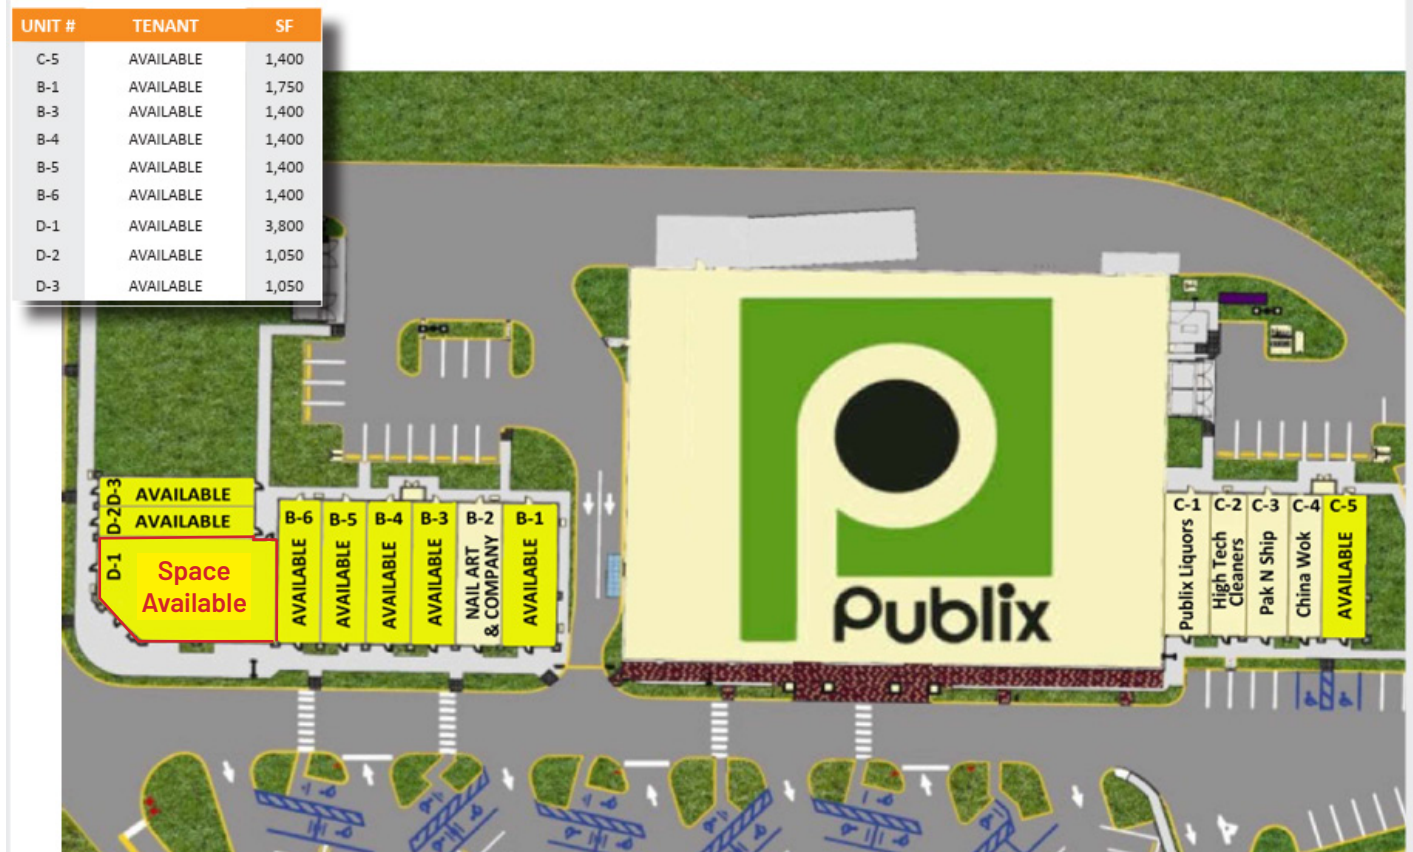 UNIT # TENANT SF
C-5 AVAILABLE 1,400
B-1 AVAILABLE 1,750
B-3 AVAILABLE 1,400
B-4 AVAILABLE 1,400
B-5 AVAILABLE 1,400
B-6 AVAILABLE 1,400
D-1 AVAILABLE 3,800
D-2 AVAILABLE 1,050
D-3 AVAILABLE 1,050
D-3 AVAILABLE
D-2 AVAILABLE
D-1
Space
Available
B-6
AVAILABLE
B-5
AVAILABLE
B-4
AVAILABLE
B-3
AVAILABLE
B-2
NAIL ART
& COMPANY
B-1
AVAILABLE
Publix
C-1
Publix Liquors
C-2
High Tech
Cleaners
C-3
Pak N Ship
C-4
China Wok
C-5
AVAILABLE